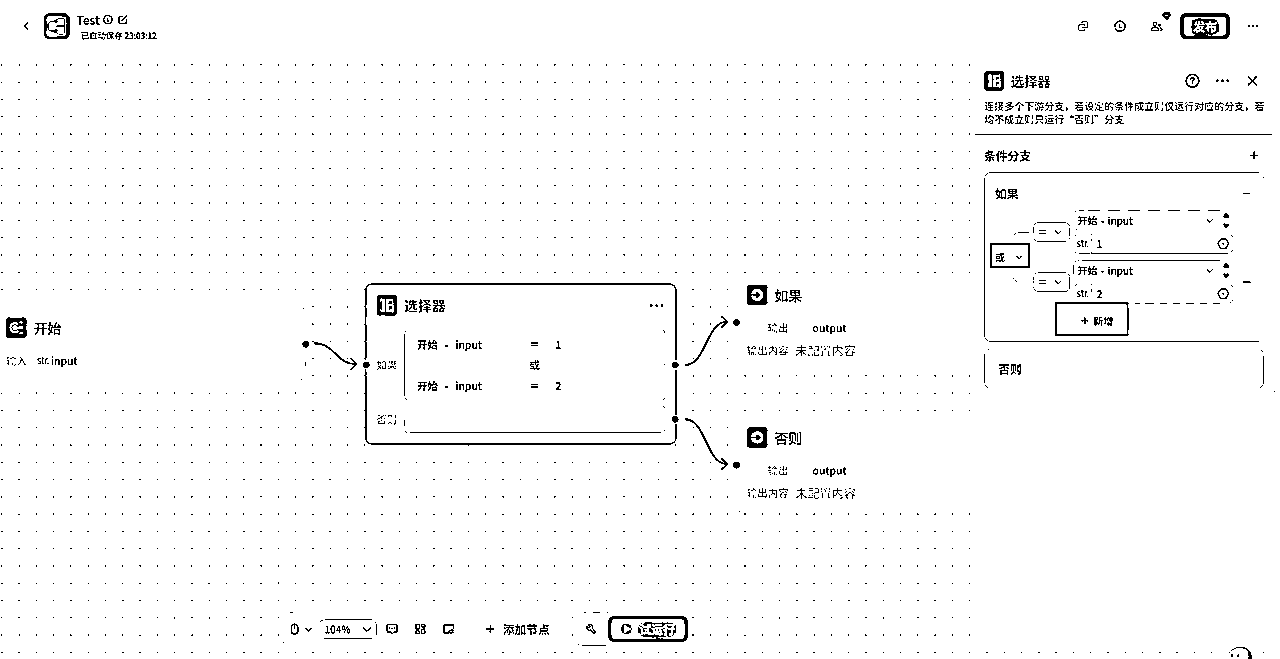 Test
已自动保存 23:03:12
发布
选择器
连接多个下游分支，若设定的条件成立则仅运行对应的分支，若
均不成立则只运行“否则”分支
条件分支
如果
=
开始 - input
str. 1
或
=
开始 - input
str. 2
+ 新增
否则
开始
输入 str. input
选择器
如果
开始 - input = 1
或
开始 - input = 2
否则
如果
输出 output
输出内容 未配置内容
否则
输出 output
输出内容 未配置内容
104%
+ 添加节点
试运行